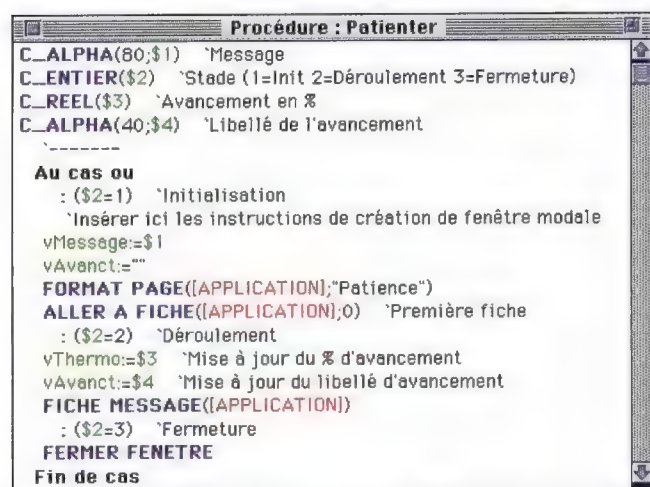 Procédure : Patienter
C_ALPHA(80;$1) `Message
C_ENTIER($2) `Stade (1=Init 2=Déroulement 3=Fermeture)
C_REEL($3) `Avancement en %
C_ALPHA(40;$4) `Libellé de l'avancement
`-------
Au cas ou
: ($2=1) `Initialisation
`Insérer ici les instructions de création de fenêtre modale
vMessage:=$1
vAvanct:=""
FORMAT PAGE([APPLICATION];"Patience")
ALLER A FICHE([APPLICATION];0) `Première fiche
: ($2=2) `Déroulement
vThermo:=$3 `Mise à jour du % d'avancement
vAvanct:=$4 `Mise à jour du libellé d'avancement
FICHE MESSAGE([APPLICATION])
: ($2=3) `Fermeture
FERMER FENETRE
Fin de cas